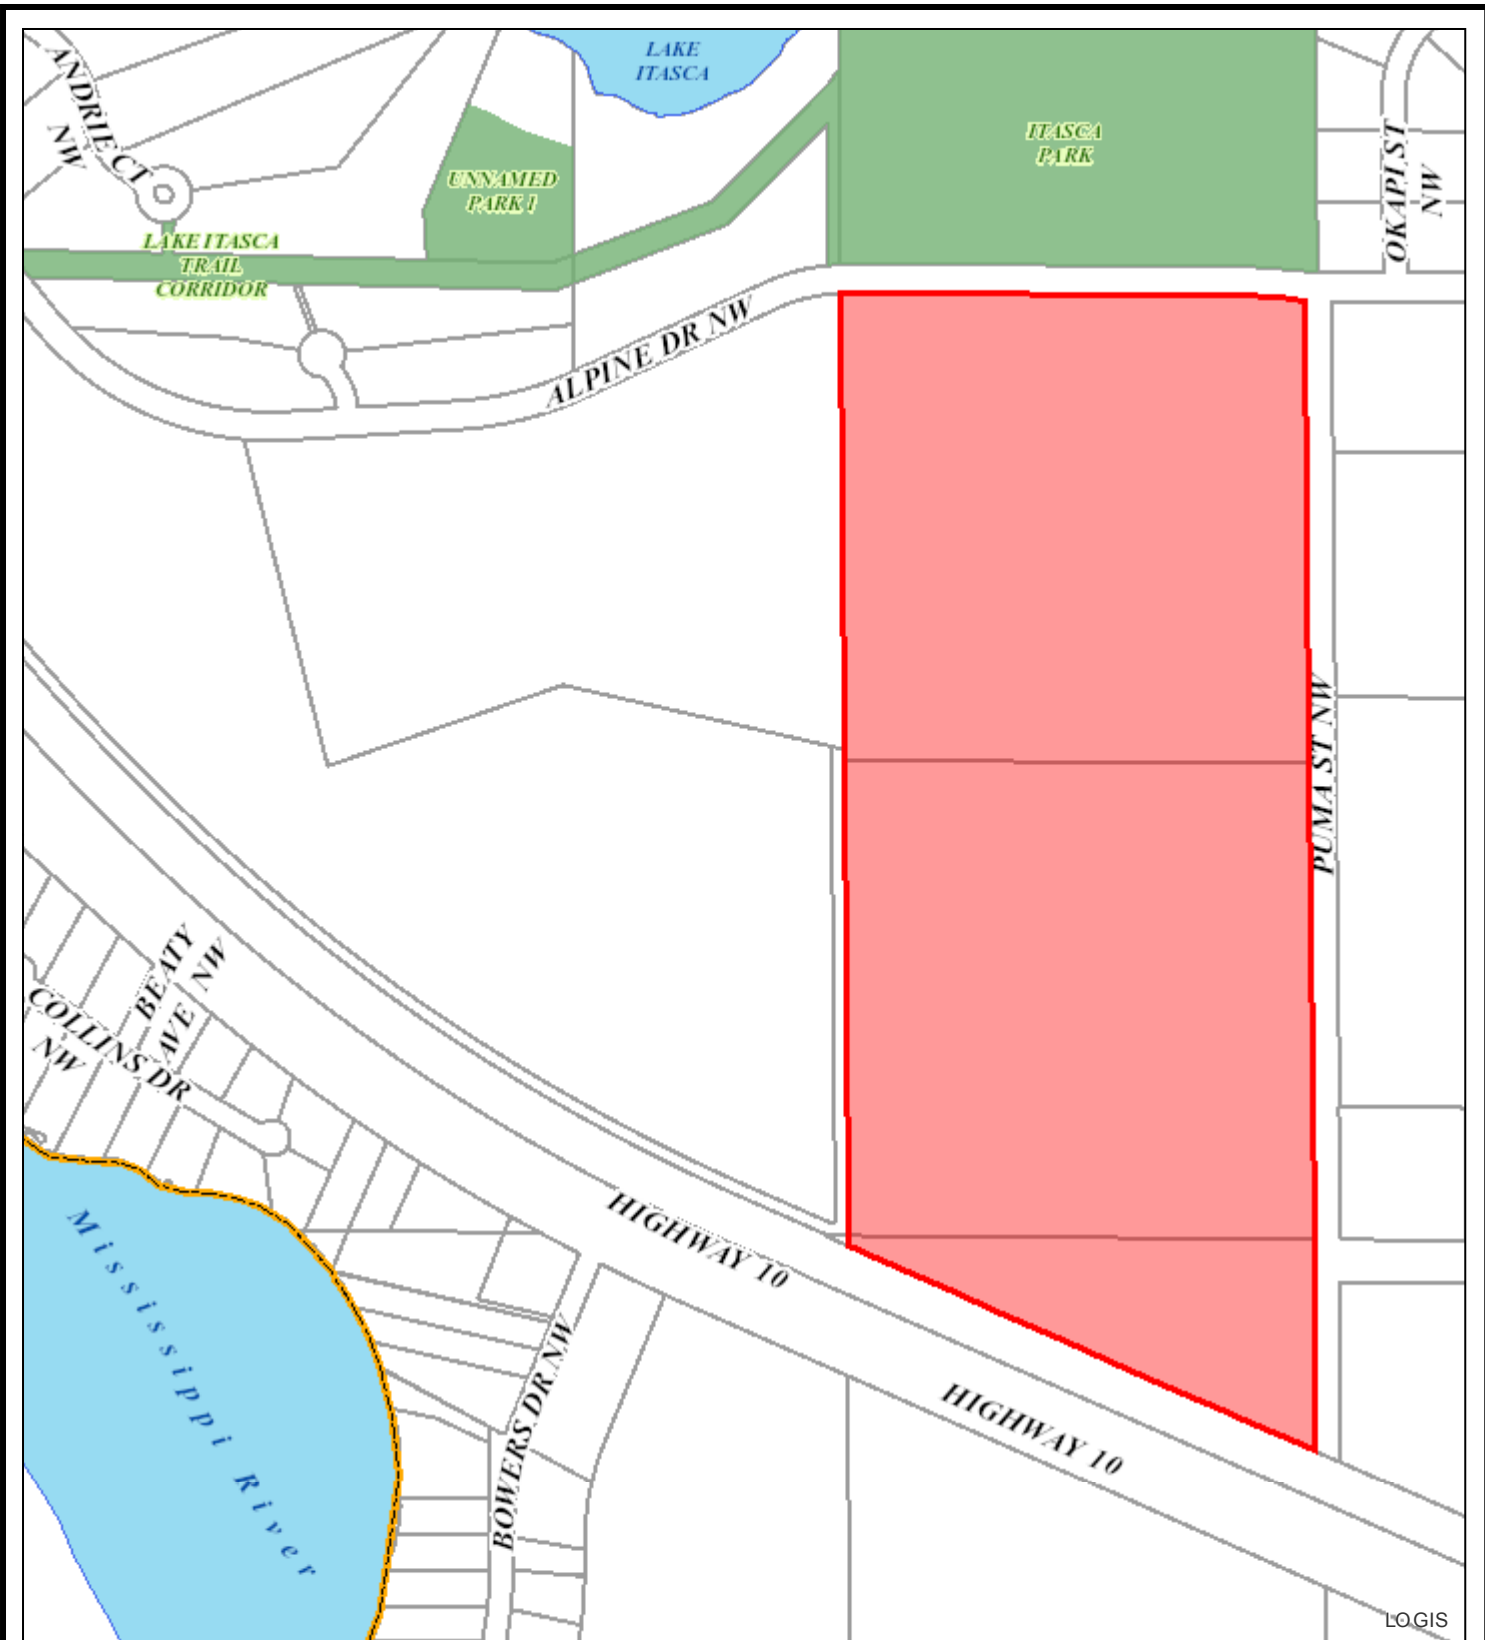 LAKE
ITASCA
ANDRIE CT
NW
ITASCA
PARK
OKAPI ST
NW
UNNAMED
PARK 1
LAKE ITASCA
TRAIL
CORRIDOR
ALPINE DR NW
PUMA ST NW
BEATY
AVE NW
COLLINS DR
NW
HIGHWAY 10
Mississippi River
BOWERS DR NW
HIGHWAY 10
LOGIS